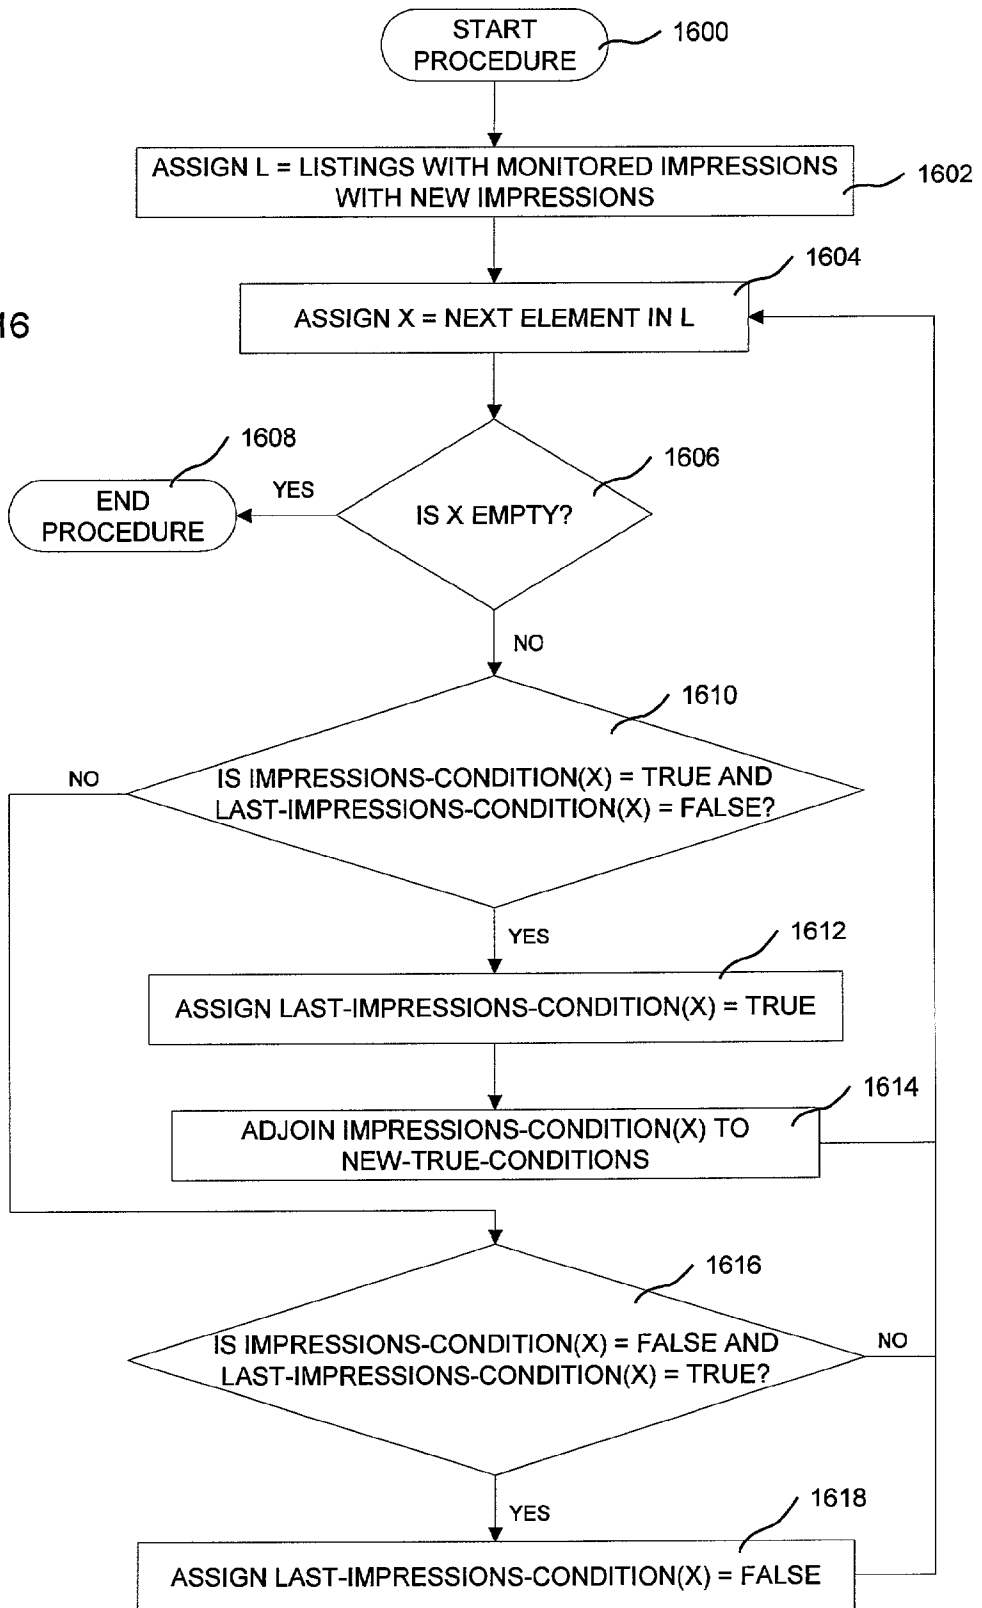 START
PROCEDURE
1600
ASSIGN L = LISTINGS WITH MONITORED IMPRESSIONS
WITH NEW IMPRESSIONS
1602
1604
ASSIGN X = NEXT ELEMENT IN L
16
1608
1606
END
PROCEDURE
YES
IS X EMPTY?
NO
1610
NO
IS IMPRESSIONS-CONDITION(X) = TRUE AND
LAST-IMPRESSIONS-CONDITION(X) = FALSE?
YES
1612
ASSIGN LAST-IMPRESSIONS-CONDITION(X) = TRUE
1614
ADJOIN IMPRESSIONS-CONDITION(X) TO
NEW-TRUE-CONDITIONS
1616
IS IMPRESSIONS-CONDITION(X) = FALSE AND
LAST-IMPRESSIONS-CONDITION(X) = TRUE?
NO
YES
1618
ASSIGN LAST-IMPRESSIONS-CONDITION(X) = FALSE